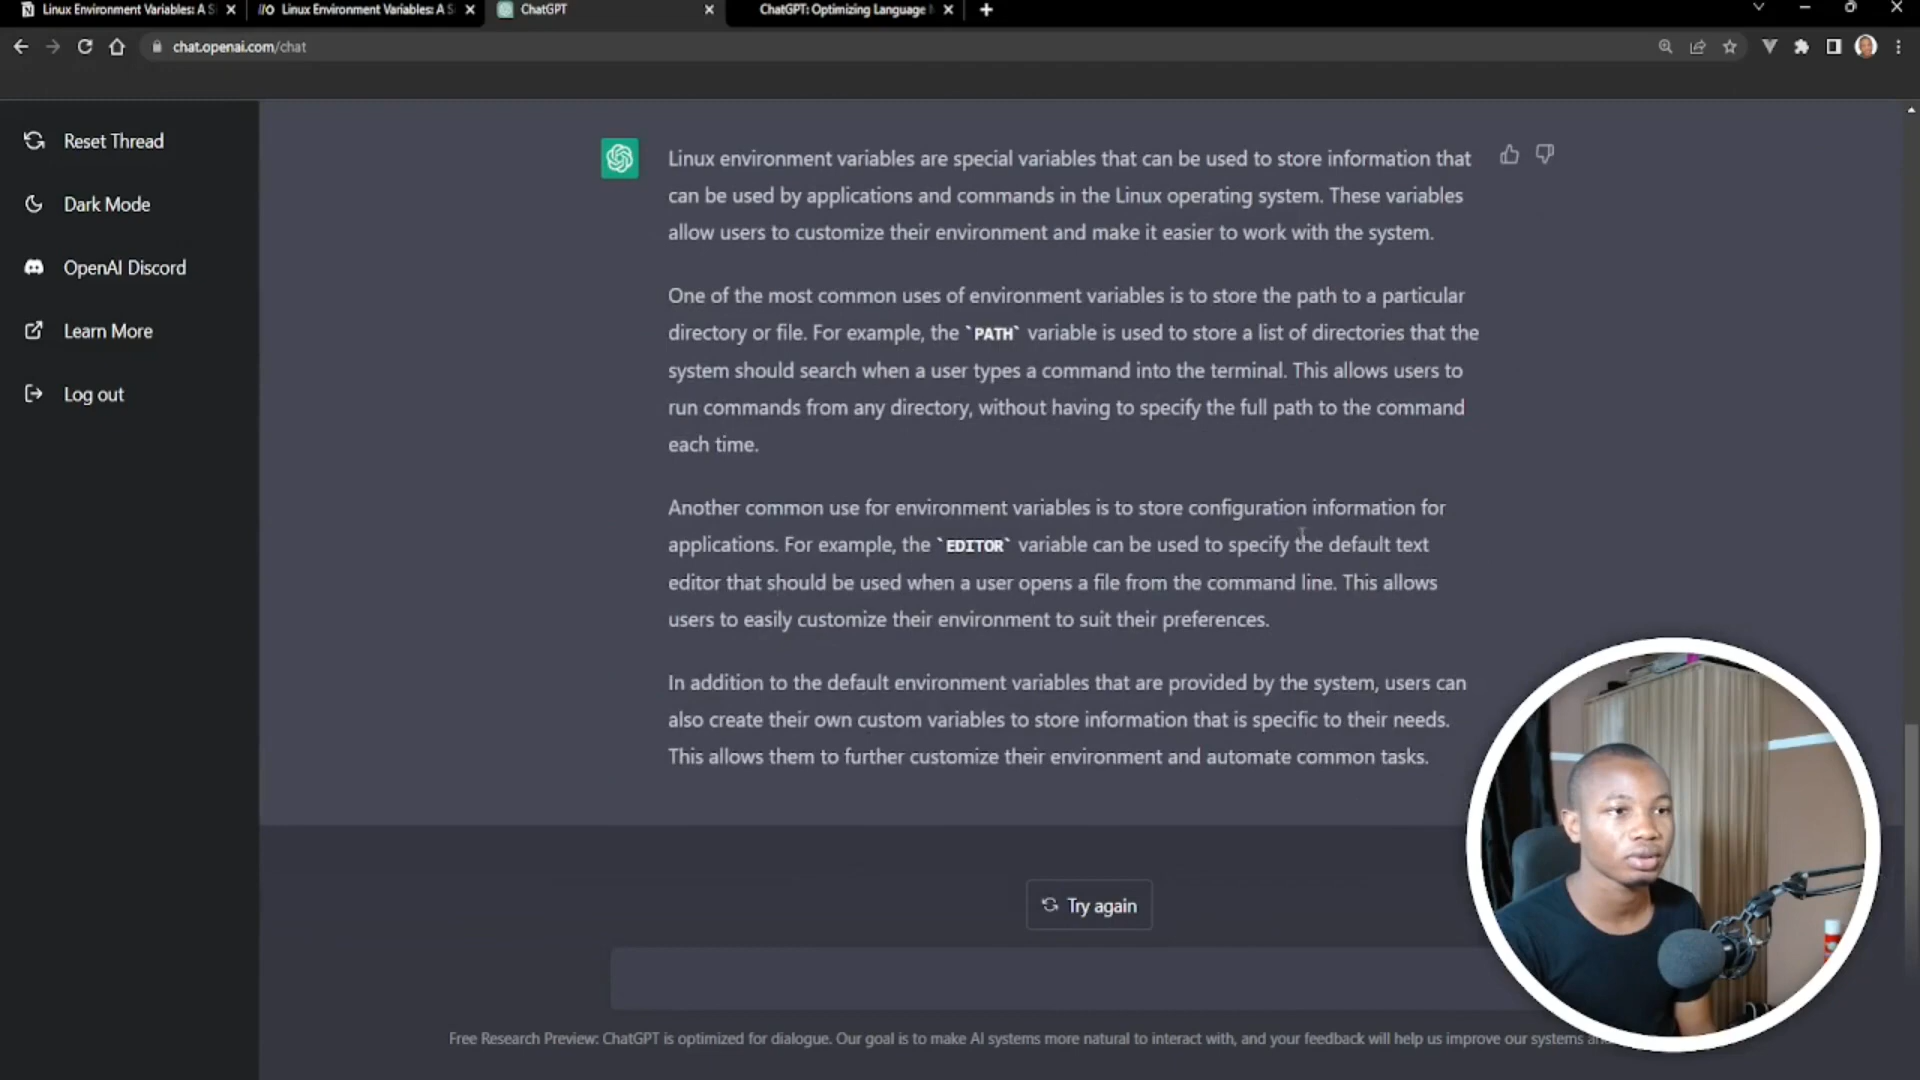 Linux Environment Variables: A S
Linux Environment Variables: A S
ChatGPT
ChatGPT: Optimizing Language
chat.openai.com/chat
Reset Thread
Dark Mode
OpenAI Discord
Learn More
Log out
Linux environment variables are special variables that can be used to store information that
can be used by applications and commands in the Linux operating system. These variables
allow users to customize their environment and make it easier to work with the system.
One of the most common uses of environment variables is to store the path to a particular
directory or file. For example, the `PATH` variable is used to store a list of directories that the
system should search when a user types a command into the terminal. This allows users to
run commands from any directory, without having to specify the full path to the command
each time.
Another common use for environment variables is to store configuration information for
applications. For example, the `EDITOR` variable can be used to specify the default text
editor that should be used when a user opens a file from the command line. This allows
users to easily customize their environment to suit their preferences.
In addition to the default environment variables that are provided by the system, users can
also create their own custom variables to store information that is specific to their needs.
This allows them to further customize their environment and automate common tasks.
Try again
Free Research Preview: ChatGPT is optimized for dialogue. Our goal is to make AI systems more natural to interact with, and your feedback will help us improve our systems